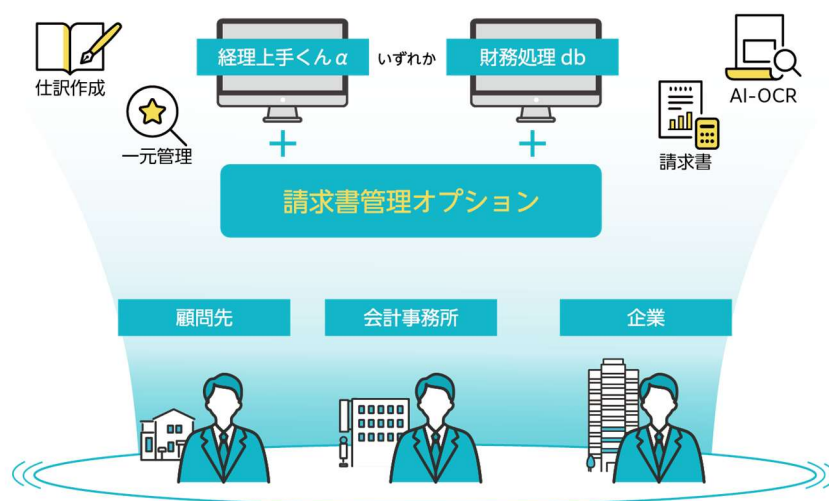 仕訳作成
一元管理
経理上手くんα
いずれか
財務処理 db
AI-OCR
請求書
+
+
請求書管理オプション
顧問先
会計事務所
企業